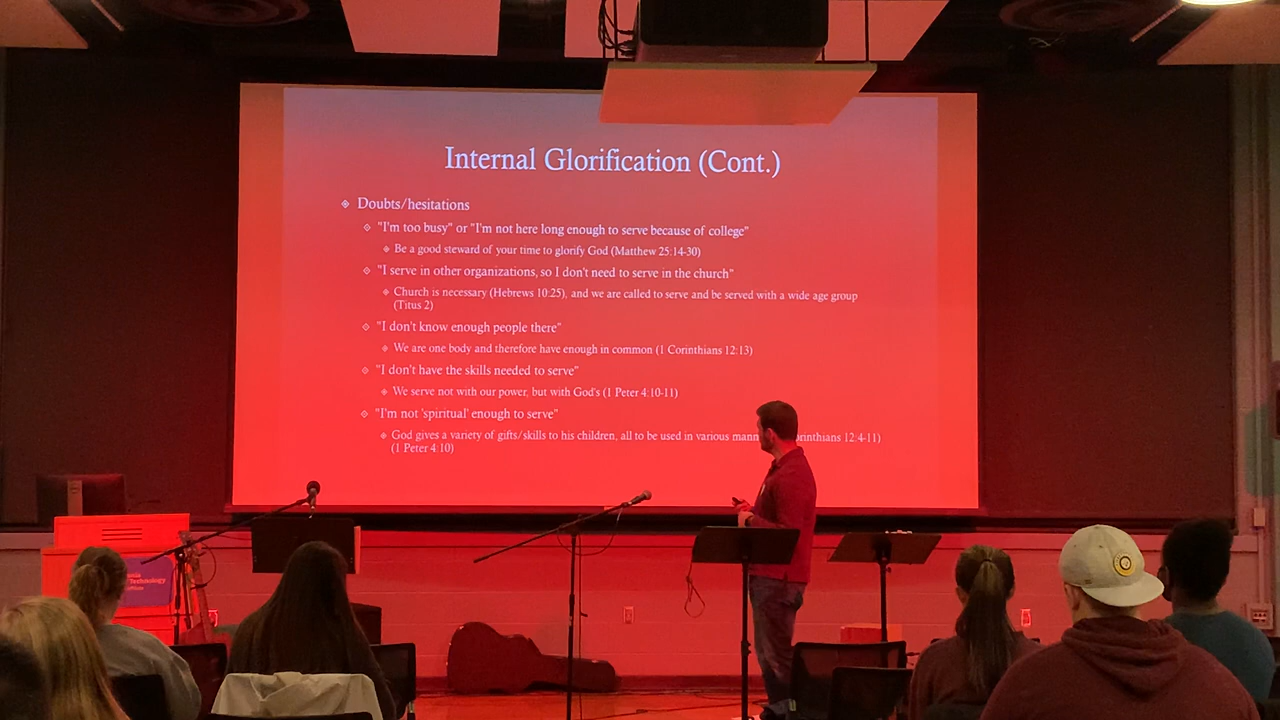 Internal Glorification (Cont.)
Doubts/hesitations
"I'm too busy" or "I'm not here long enough to serve because of college"
Be a good steward of your time to glorify God (Matthew 25:14-30)
"I serve in other organizations, so I don't need to serve in the church"
Church is necessary (Hebrews 10:25), and we are called to serve and be served with a wide age group
(Titus 2)
"I don't know enough people there"
We are one body and therefore have enough in common (1 Corinthians 12:13)
"I don't have the skills needed to serve"
We serve not with our power, but with God's (1 Peter 4:10-11)
"I'm not 'spiritual' enough to serve"
God gives a variety of gifts/skills to his children, all to be used in various 12:4-11)
(1 Peter 4:10)
Technology